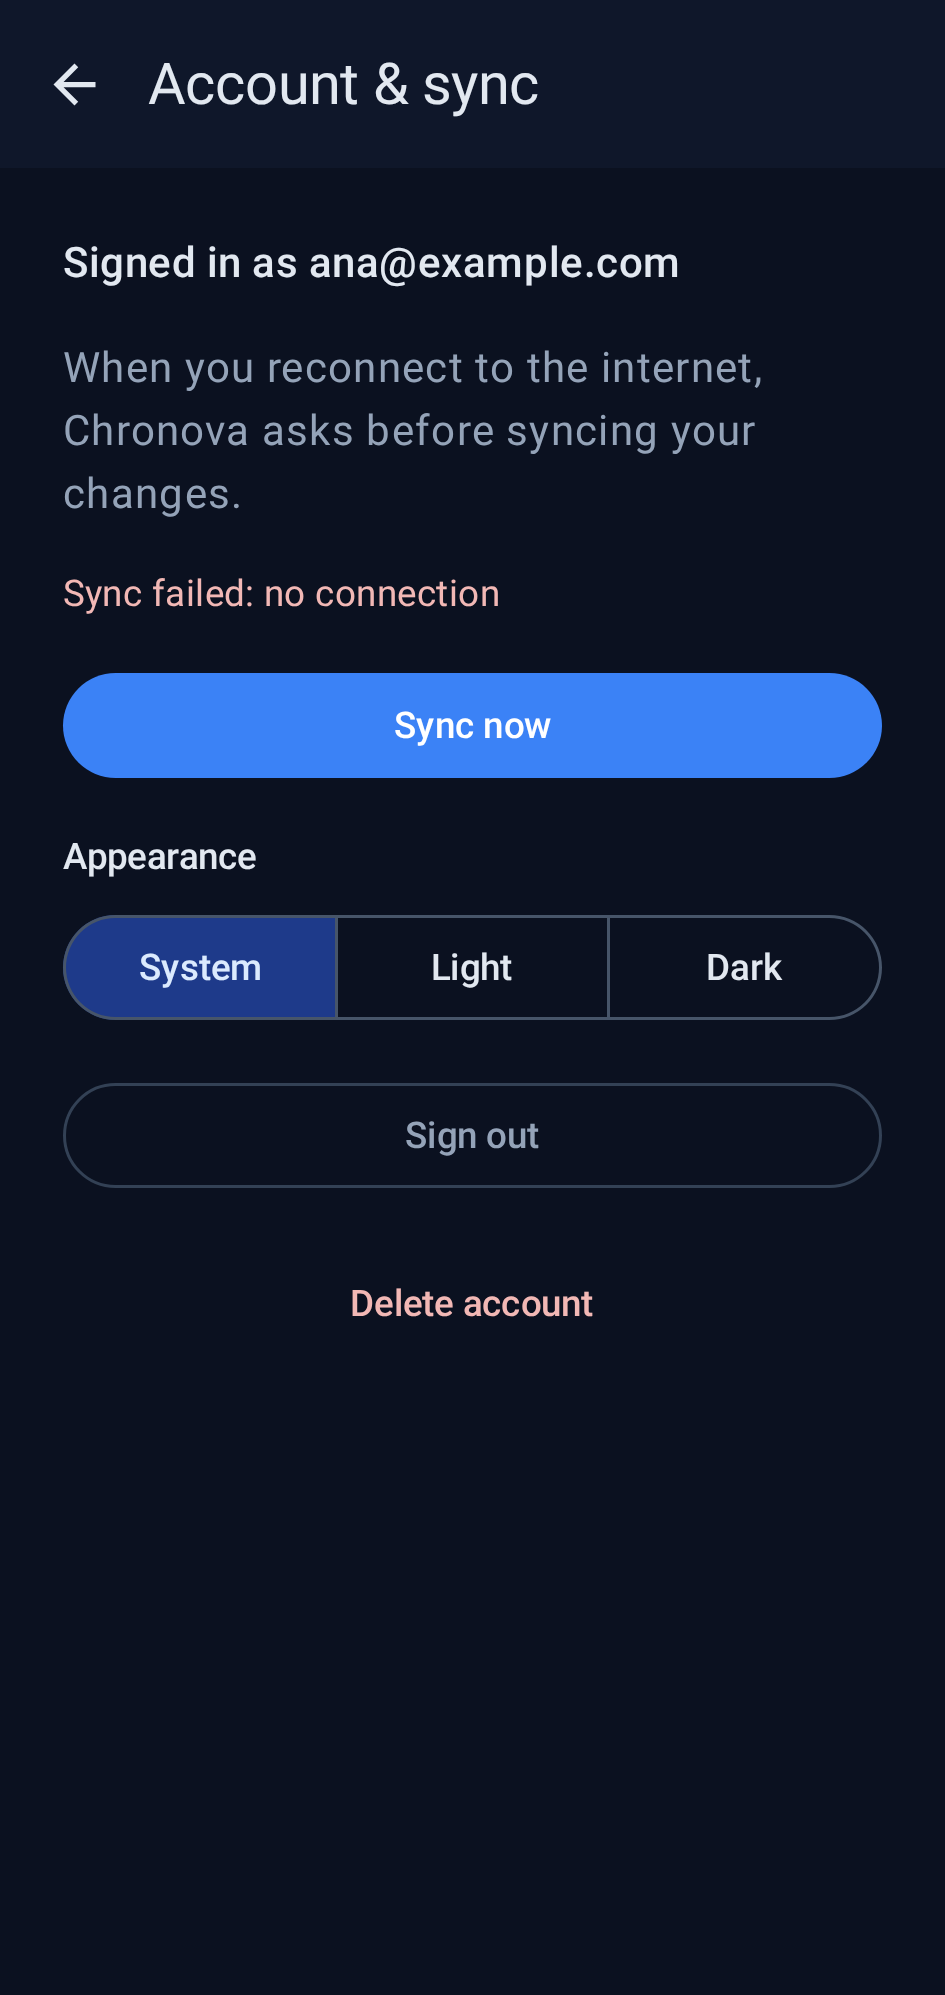 Account & sync
Signed in as ana@example.com
When you reconnect to the internet,
Chronova asks before syncing your
changes.
Sync failed: no connection
Sync now
Appearance
System Light Dark
Sign out
Delete account